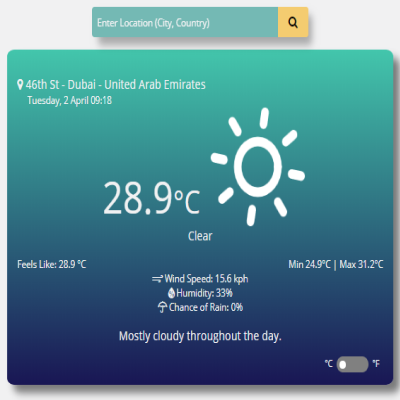 Enter Location (City, Country)
46th St - Dubai - United Arab Emirates
Tuesday, 2 April 09:18
28.9°C
Clear
Feels Like: 28.9 °C
Min 24.9°C | Max 31.2°C
Wind Speed: 15.6 kph
Humidity: 33%
Chance of Rain: 0%
Mostly cloudy throughout the day.
°C °F